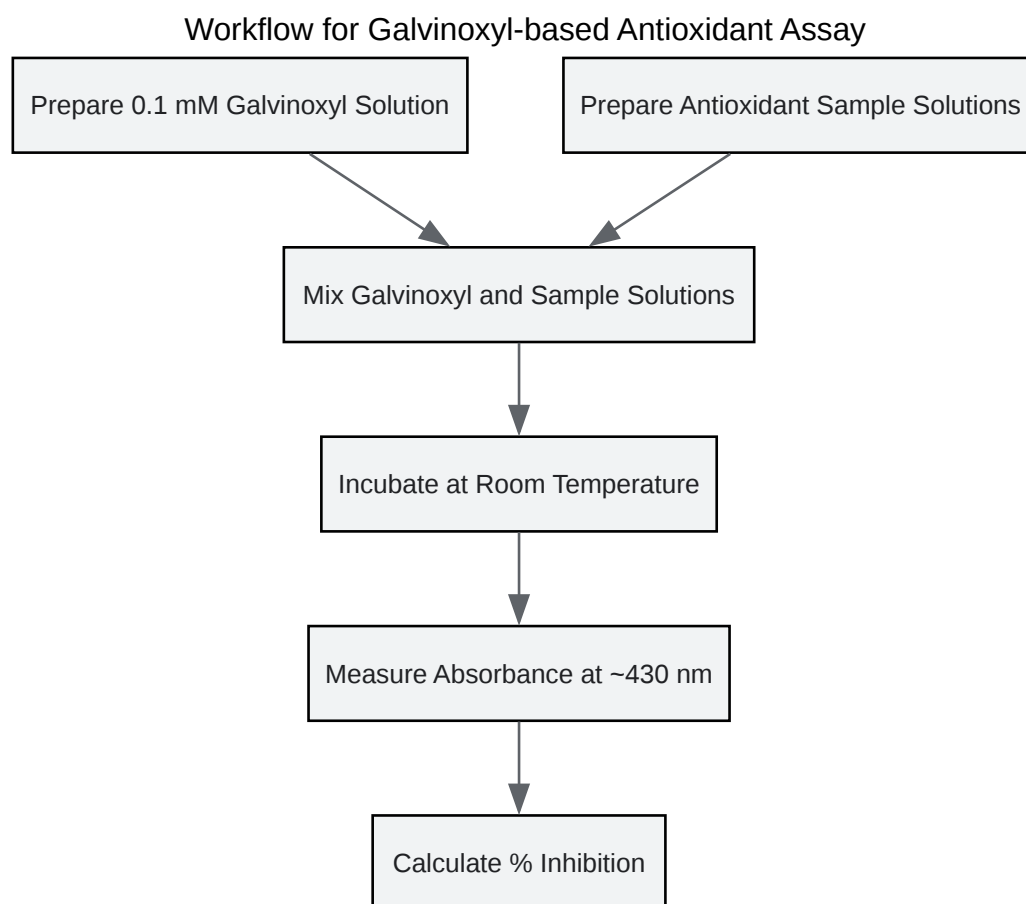 Workflow for Galvinoxyl-based Antioxidant Assay
Prepare 0.1 mM Galvinoxyl Solution
Prepare Antioxidant Sample Solutions
Mix Galvinoxyl and Sample Solutions
Incubate at Room Temperature
Measure Absorbance at ~430 nm
Calculate % Inhibition